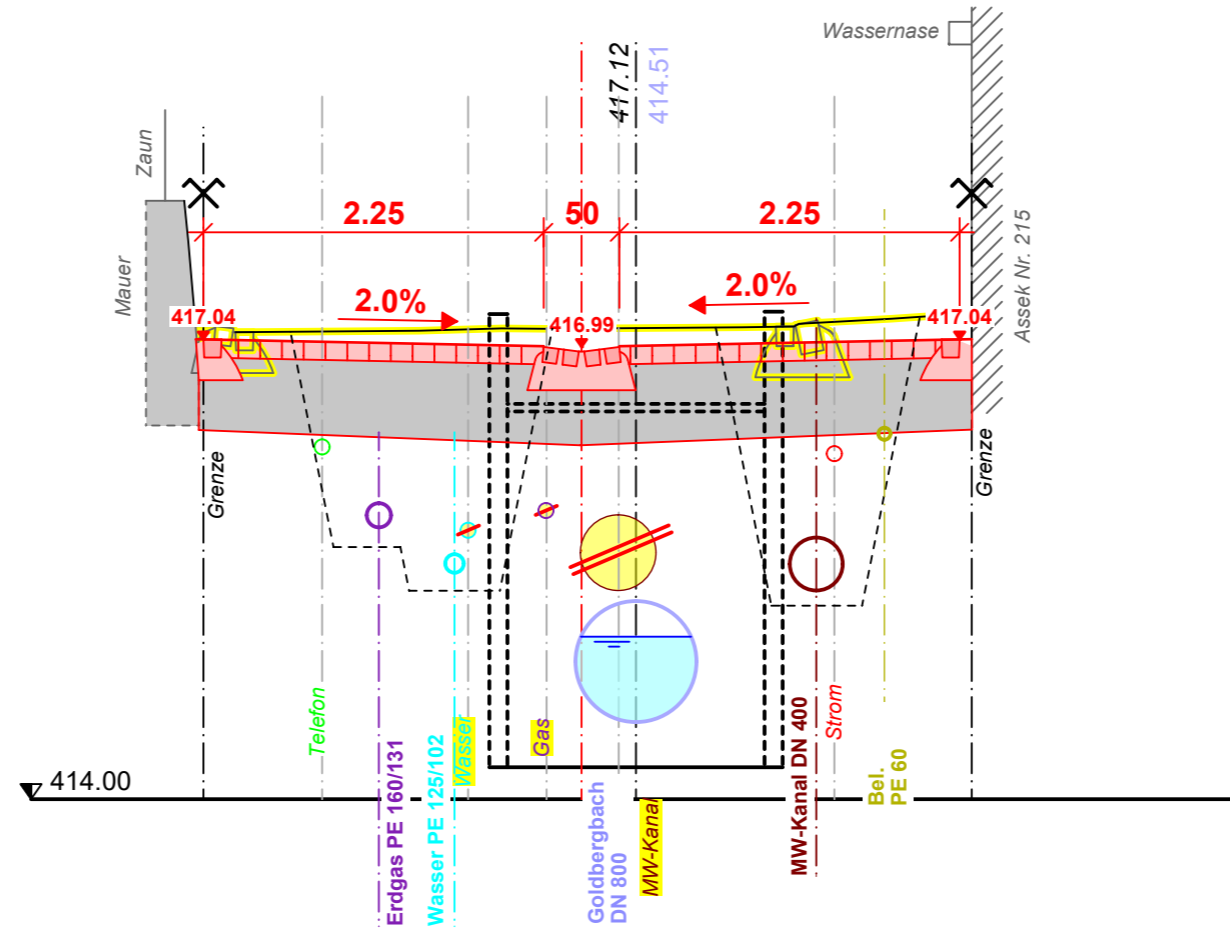 Wassernase
417.12
414.51
Zaun
Mauer
Assek Nr. 215
2.25
50
2.25
2.0%
2.0%
417.04
416.99
417.04
Grenze
Grenze
Telefon
Erdgas PE 160/131
Wasser PE 125/102
Wasser
Gas
Goldbergbach
DN 800
MW-Kanal
MW-Kanal DN 400
Strom
Bel.
PE 60
414.00